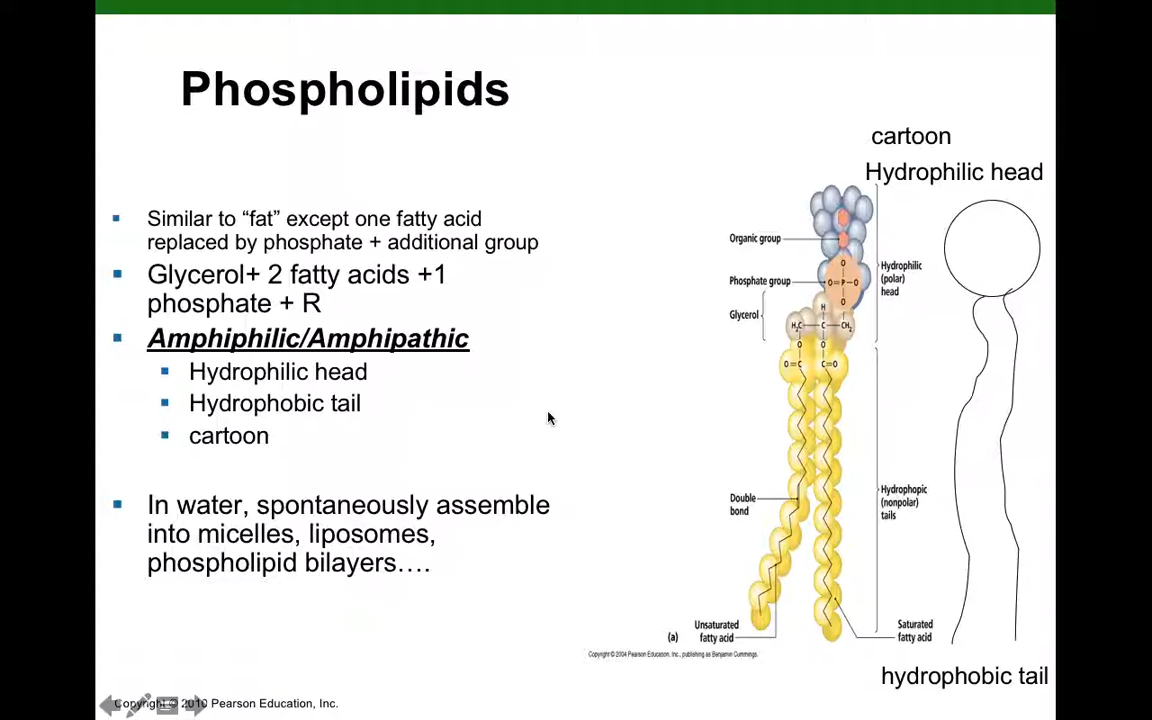 Phospholipids
Similar to “fat” except one fatty acid
replaced by phosphate + additional group
Glycerol+ 2 fatty acids +1
phosphate + R
Amphiphilic/Amphipathic
Hydrophilic head
Hydrophobic tail
cartoon
In water, spontaneously assemble
into micelles, liposomes,
phospholipid bilayers….
cartoon
Hydrophilic head
Organic group
Phosphate group
Glycerol
O
O=P–O
O
H
H₂C–C–CH₂
O O
O=C C=O
Hydrophilic
(polar)
head
Double
bond
Hydrophopic
(nonpolar)
tails
Unsaturated
fatty acid
Saturated
fatty acid
(a)
Copyright © 2004 Pearson Education, Inc., publishing as Benjamin Cummings.
hydrophobic tail
Copyright © 2010 Pearson Education, Inc.